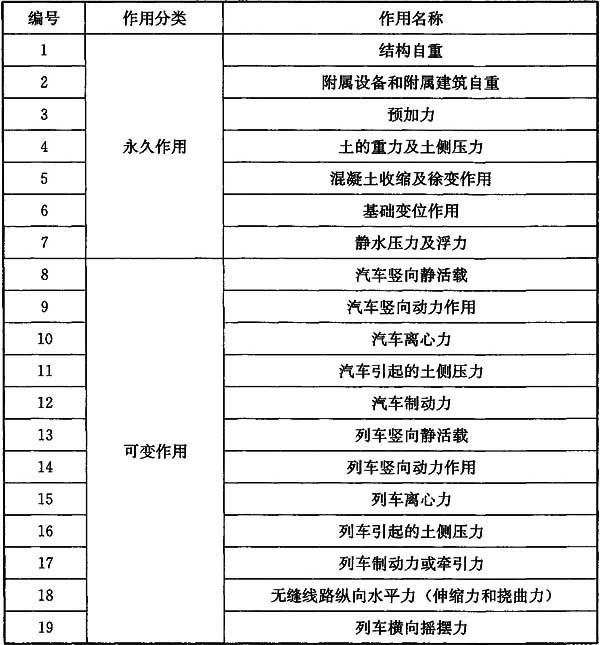 编号 作用分类 作用名称
1 结构自重
2 附属设备和附属建筑自重
3 预加力
4 永久作用 土的重力及土侧压力
5 混凝土收缩及徐变作用
6 基础变位作用
7 静水压力及浮力
8 汽车竖向静活载
9 汽车竖向动力作用
10 汽车离心力
11 汽车引起的土侧压力
12 汽车制动力
13 列车竖向静活载
可变作用
14 列车竖向动力作用
15 列车离心力
16 列车引起的土侧压力
17 列车制动力或牵引力
18 无缝线路纵向水平力（伸缩力和挠曲力）
19 列车横向摇摆力